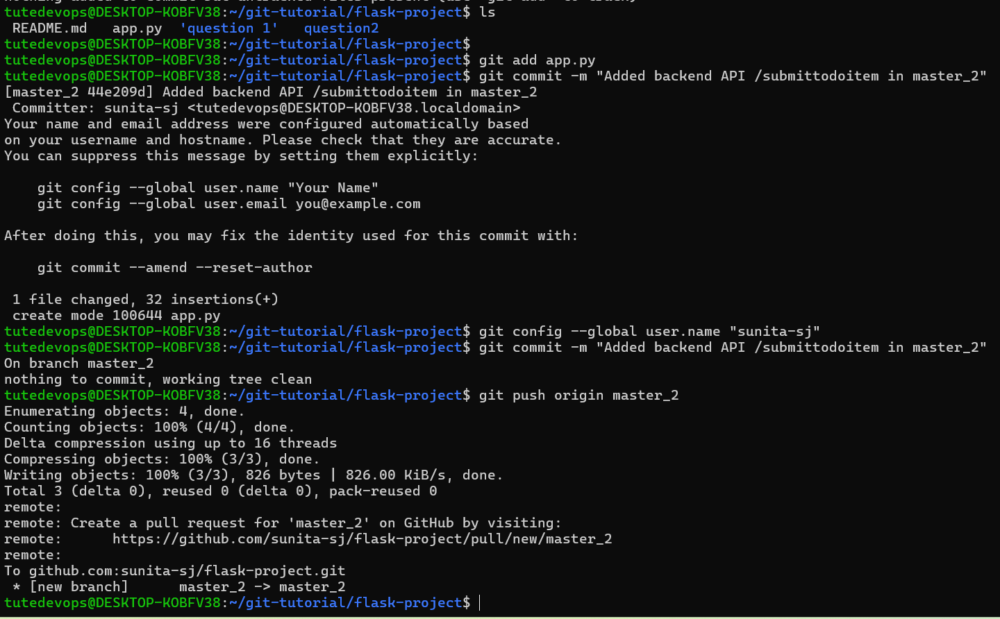 tutedevops@DESKTOP-KOBFV38:~/git-tutorial/flask-project$ ls
 README.md   app.py  'question 1'   question2
tutedevops@DESKTOP-KOBFV38:~/git-tutorial/flask-project$
tutedevops@DESKTOP-KOBFV38:~/git-tutorial/flask-project$ git add app.py
tutedevops@DESKTOP-KOBFV38:~/git-tutorial/flask-project$ git commit -m "Added backend API /submittodoitem in master_2"
[master_2 44e209d] Added backend API /submittodoitem in master_2
 Committer: sunita-sj <tutedevops@DESKTOP-KOBFV38.localdomain>
Your name and email address were configured automatically based
on your username and hostname. Please check that they are accurate.
You can suppress this message by setting them explicitly:
    git config --global user.name "Your Name"
    git config --global user.email you@example.com
After doing this, you may fix the identity used for this commit with:
    git commit --amend --reset-author
 1 file changed, 32 insertions(+)
 create mode 100644 app.py
tutedevops@DESKTOP-KOBFV38:~/git-tutorial/flask-project$ git config --global user.name "sunita-sj"
tutedevops@DESKTOP-KOBFV38:~/git-tutorial/flask-project$ git commit -m "Added backend API /submittodoitem in master_2"
On branch master_2
nothing to commit, working tree clean
tutedevops@DESKTOP-KOBFV38:~/git-tutorial/flask-project$ git push origin master_2
Enumerating objects: 4, done.
Counting objects: 100% (4/4), done.
Delta compression using up to 16 threads
Compressing objects: 100% (3/3), done.
Writing objects: 100% (3/3), 826 bytes | 826.00 KiB/s, done.
Total 3 (delta 0), reused 0 (delta 0), pack-reused 0
remote:
remote: Create a pull request for 'master_2' on GitHub by visiting:
remote:      https://github.com/sunita-sj/flask-project/pull/new/master_2
remote:
To github.com:sunita-sj/flask-project.git
 * [new branch]      master_2 -> master_2
tutedevops@DESKTOP-KOBFV38:~/git-tutorial/flask-project$